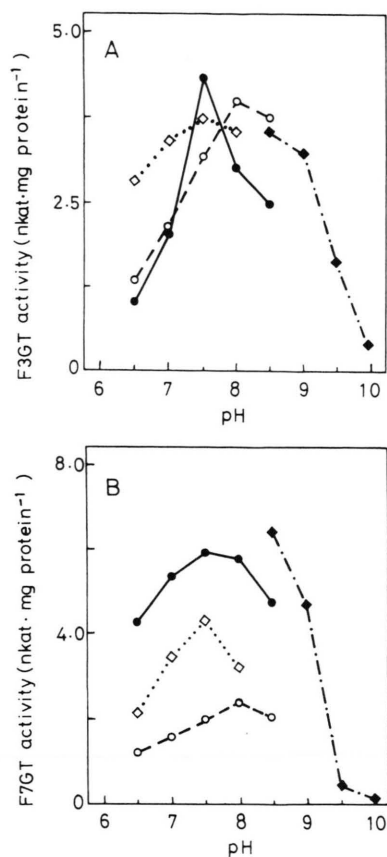 A
F3GT activity (nkat·mg protein⁻¹)
5.0
2·5
0
6 7 8 9 10
pH
B
F7GT activity (nkat· mg protein⁻¹)
8.0
4.0
0
6 7 8 9 10
pH